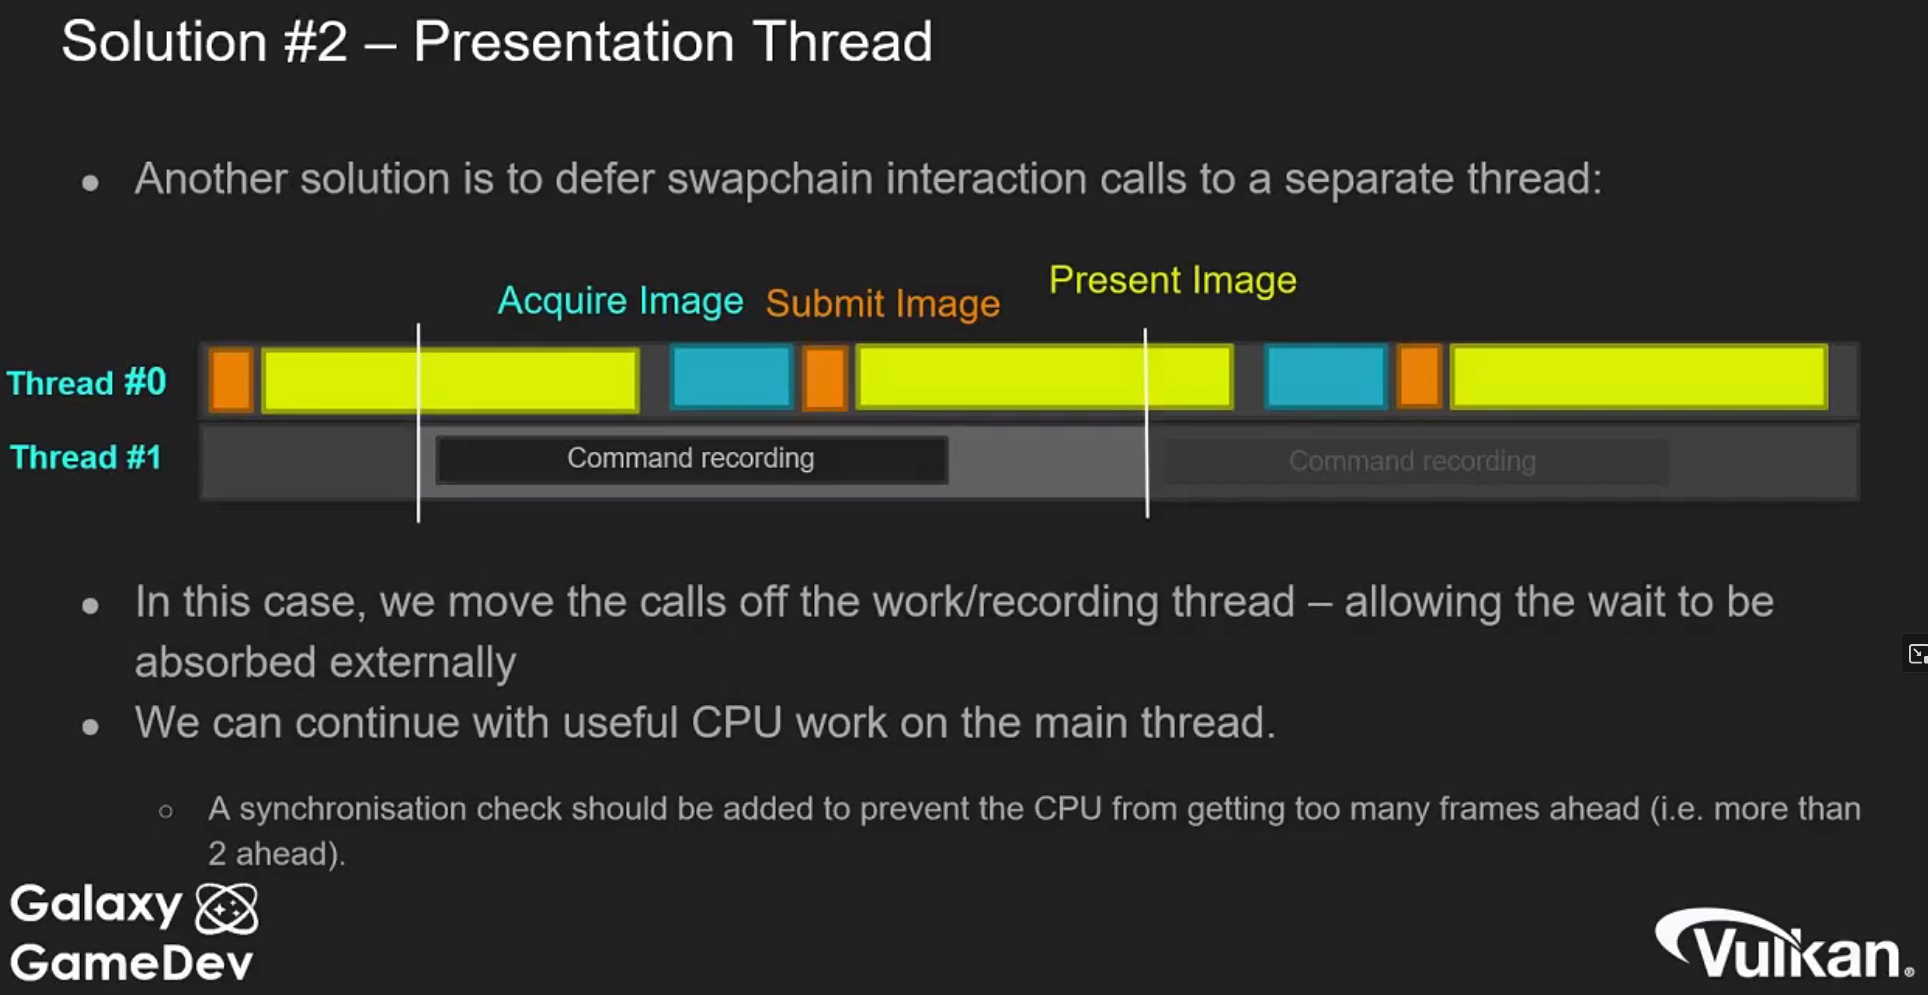 Solution #2 – Presentation Thread
● Another solution is to defer swapchain interaction calls to a separate thread:
Acquire Image Submit Image Present Image
Thread #0
Thread #1
Command recording
Command recording
● In this case, we move the calls off the work/recording thread – allowing the wait to be
absorbed externally
● We can continue with useful CPU work on the main thread.
○ A synchronisation check should be added to prevent the CPU from getting too many frames ahead (i.e. more than
2 ahead).
Galaxy
GameDev
Vulkan®